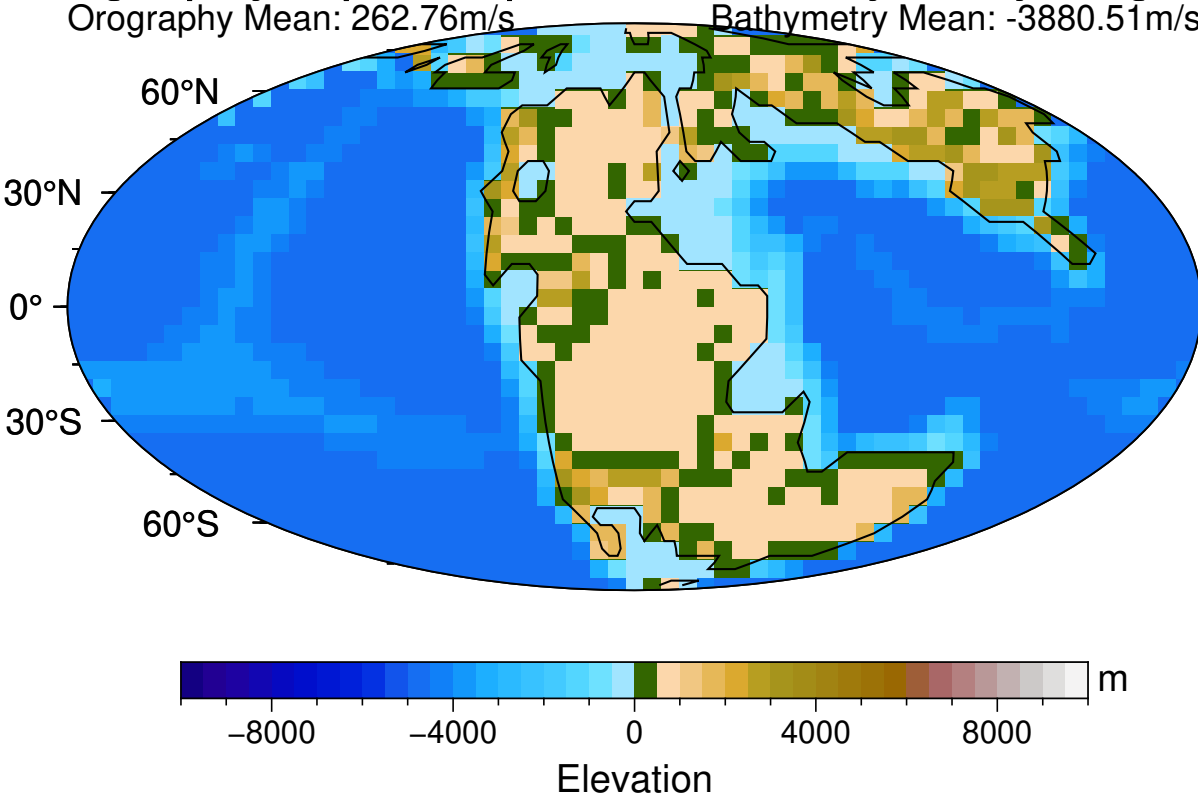 Orography Mean: 262.76m/s Bathymetry Mean: -3880.51m/s
60°N
30°N
0°
30°S
60°S
−8000 −4000 0 4000 8000 m
Elevation